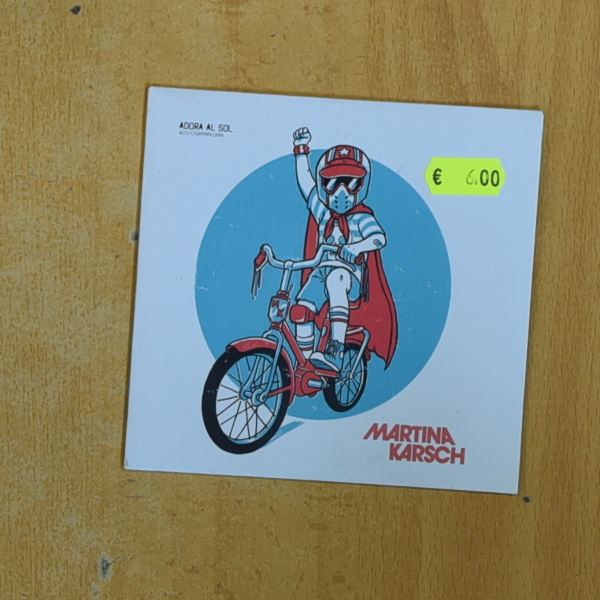 ADORA AL SOL
€ 6.00
MARTINA
KARSCH